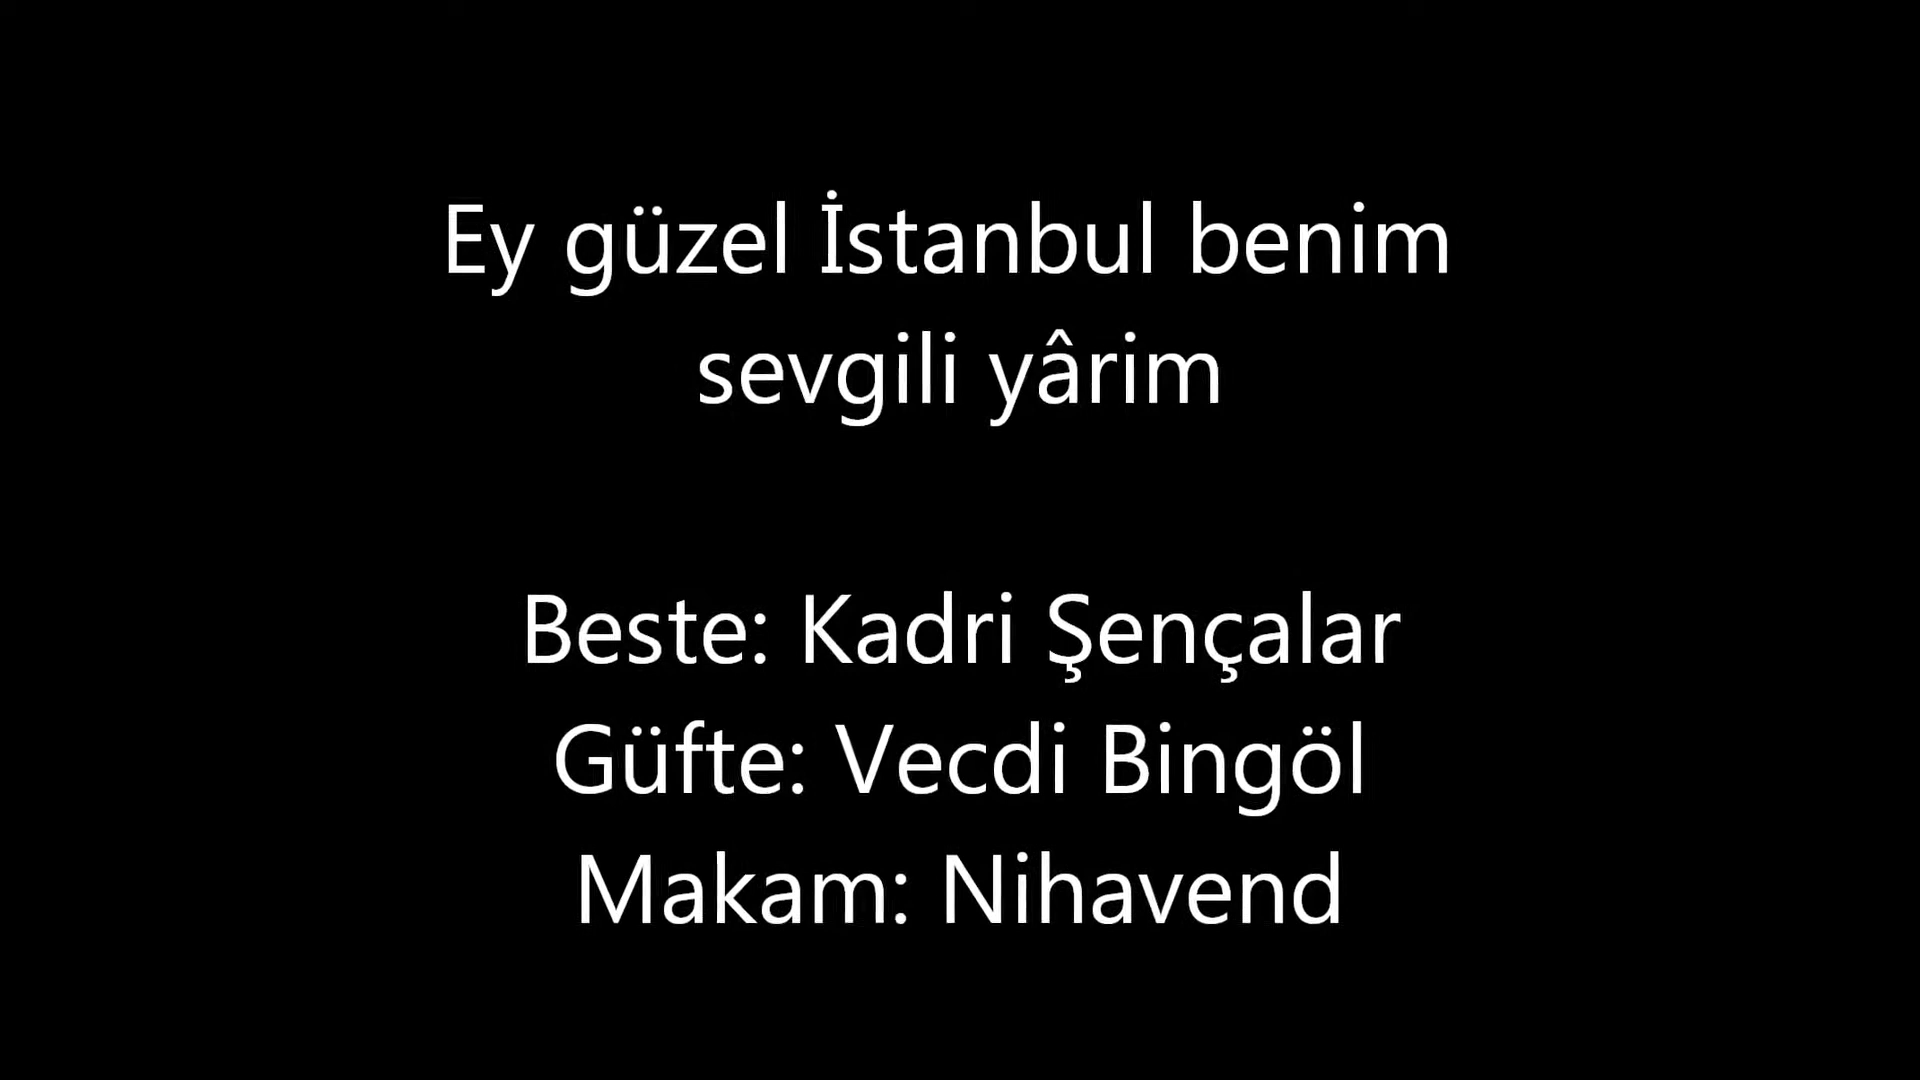 Ey güzel İstanbul benim
sevgili yârim
Beste: Kadri Şençalar
Güfte: Vecdi Bingöl
Makam: Nihavend